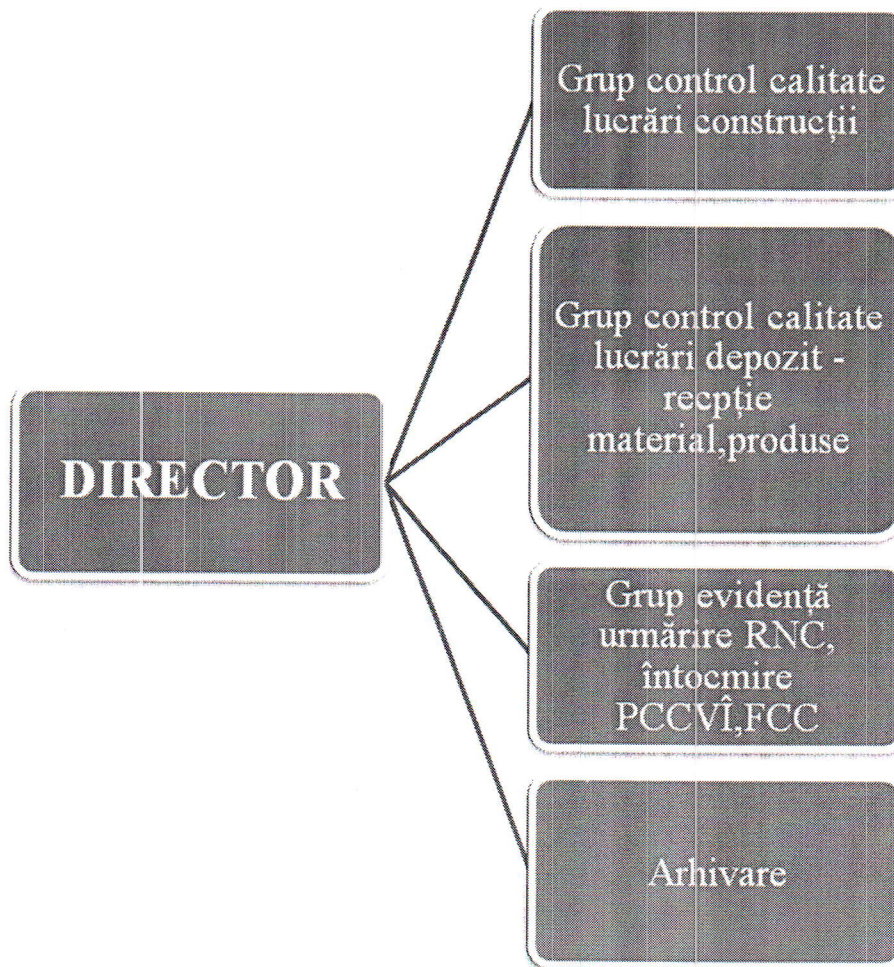 Grup control calitate
lucrări construcții
Grup control calitate
lucrări depozit -
recpție
material,produse
DIRECTOR
Grup evidență
urmărire RNC,
întocmire
PCCVÎ,FCC
Arhivare